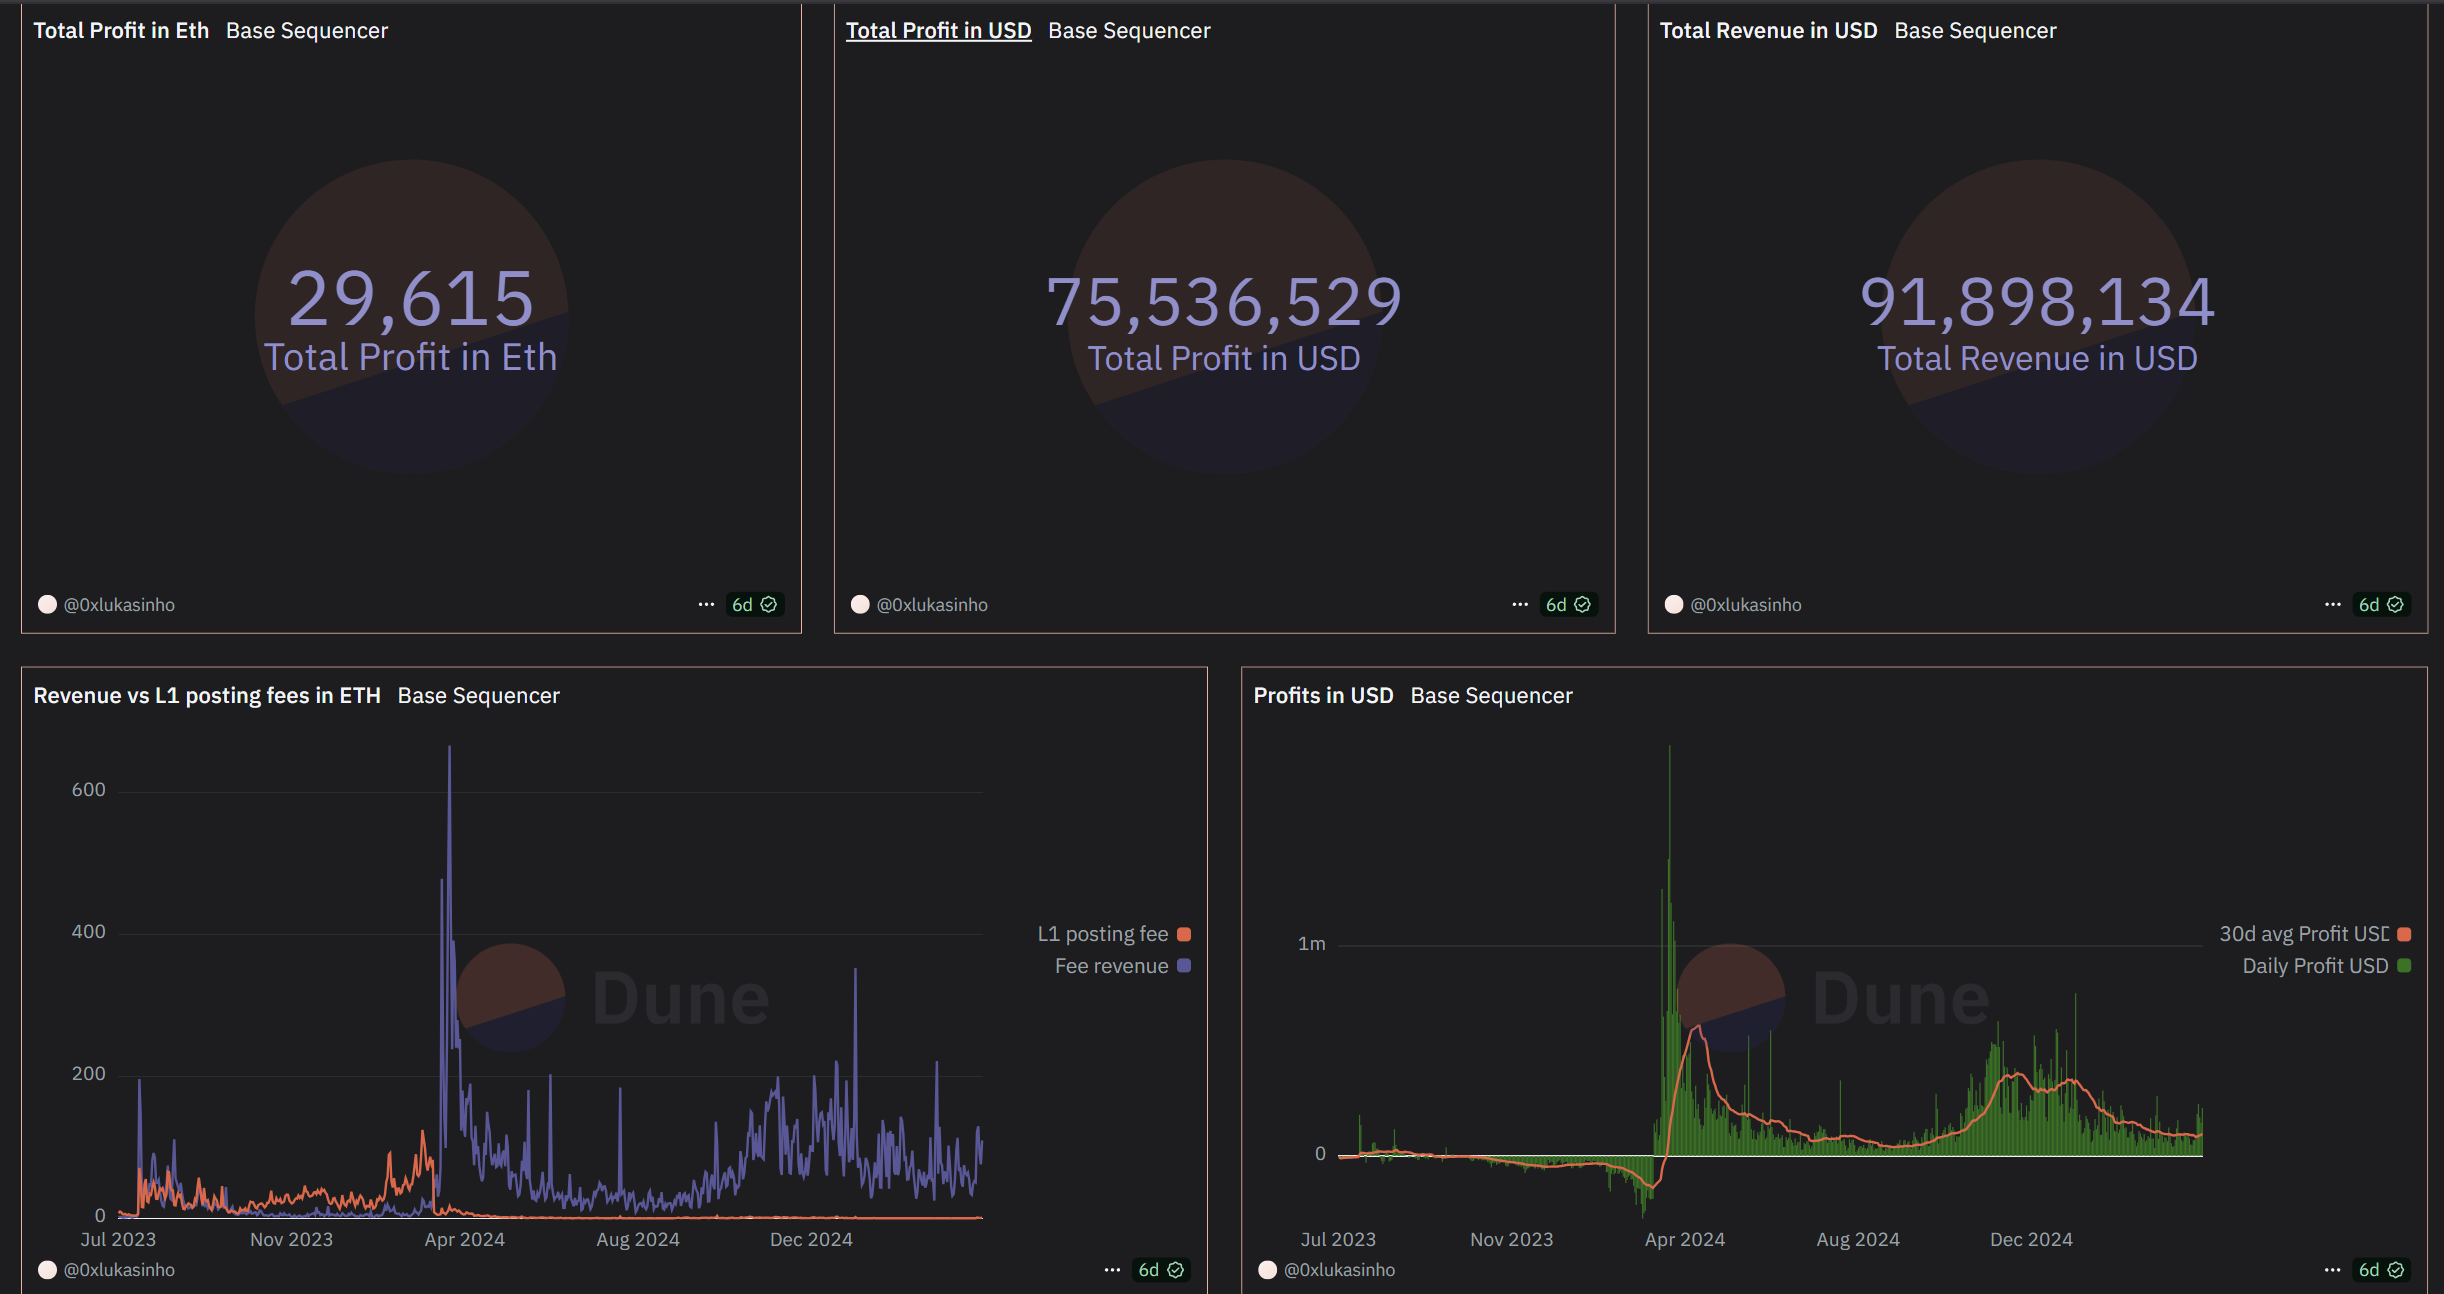 Total Profit in Eth Base Sequencer
29,615
Total Profit in Eth
@0xlukasinho
6d
Total Profit in USD Base Sequencer
75,536,529
Total Profit in USD
@0xlukasinho
6d
Total Revenue in USD Base Sequencer
91,898,134
Total Revenue in USD
@0xlukasinho
6d
Revenue vs L1 posting fees in ETH Base Sequencer
600
400
200
0
Jul 2023 Nov 2023 Apr 2024 Aug 2024 Dec 2024
Dune
L1 posting fee
Fee revenue
@0xlukasinho
6d
Profits in USD Base Sequencer
1m
0
Jul 2023 Nov 2023 Apr 2024 Aug 2024 Dec 2024
Dune
30d avg Profit USD
Daily Profit USD
@0xlukasinho
6d